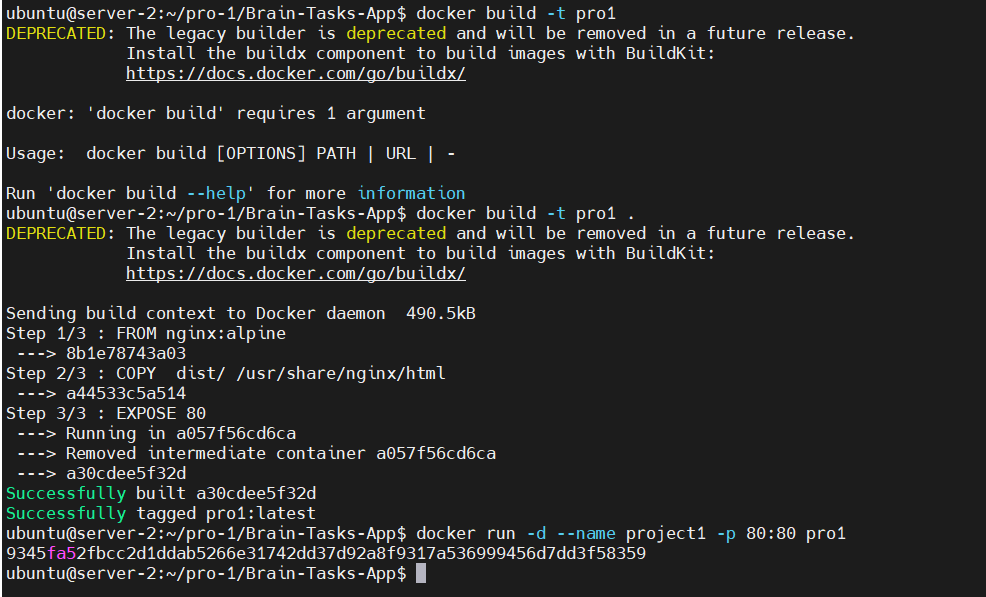 ubuntu@server-2:~/pro-1/Brain-Tasks-App$ docker build -t pro1
DEPRECATED: The legacy builder is deprecated and will be removed in a future release.
            Install the buildx component to build images with BuildKit:
            https://docs.docker.com/go/buildx/

docker: 'docker build' requires 1 argument

Usage:  docker build [OPTIONS] PATH | URL | -

Run 'docker build --help' for more information
ubuntu@server-2:~/pro-1/Brain-Tasks-App$ docker build -t pro1 .
DEPRECATED: The legacy builder is deprecated and will be removed in a future release.
            Install the buildx component to build images with BuildKit:
            https://docs.docker.com/go/buildx/

Sending build context to Docker daemon  490.5kB
Step 1/3 : FROM nginx:alpine
 ---> 8b1e78743a03
Step 2/3 : COPY  dist/ /usr/share/nginx/html
 ---> a44533c5a514
Step 3/3 : EXPOSE 80
 ---> Running in a057f56cd6ca
 ---> Removed intermediate container a057f56cd6ca
 ---> a30cdee5f32d
Successfully built a30cdee5f32d
Successfully tagged pro1:latest
ubuntu@server-2:~/pro-1/Brain-Tasks-App$ docker run -d --name project1 -p 80:80 pro1
9345fa52fbcc2d1ddab5266e31742dd37d92a8f9317a536999456d7dd3f58359
ubuntu@server-2:~/pro-1/Brain-Tasks-App$